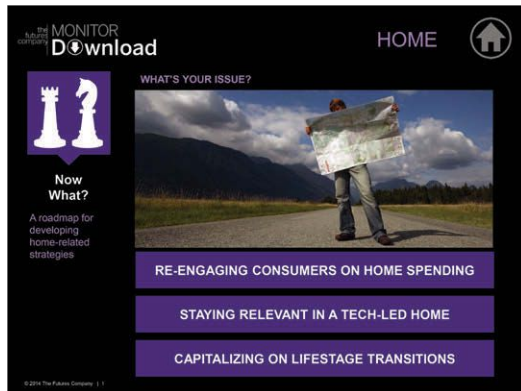 the futures company
MONITOR
Download
HOME
WHAT'S YOUR ISSUE?
Now
What?
A roadmap for
developing
home-related
strategies
RE-ENGAGING CONSUMERS ON HOME SPENDING
STAYING RELEVANT IN A TECH-LED HOME
CAPITALIZING ON LIFESTAGE TRANSITIONS
© 2014 The Futures Company | 1